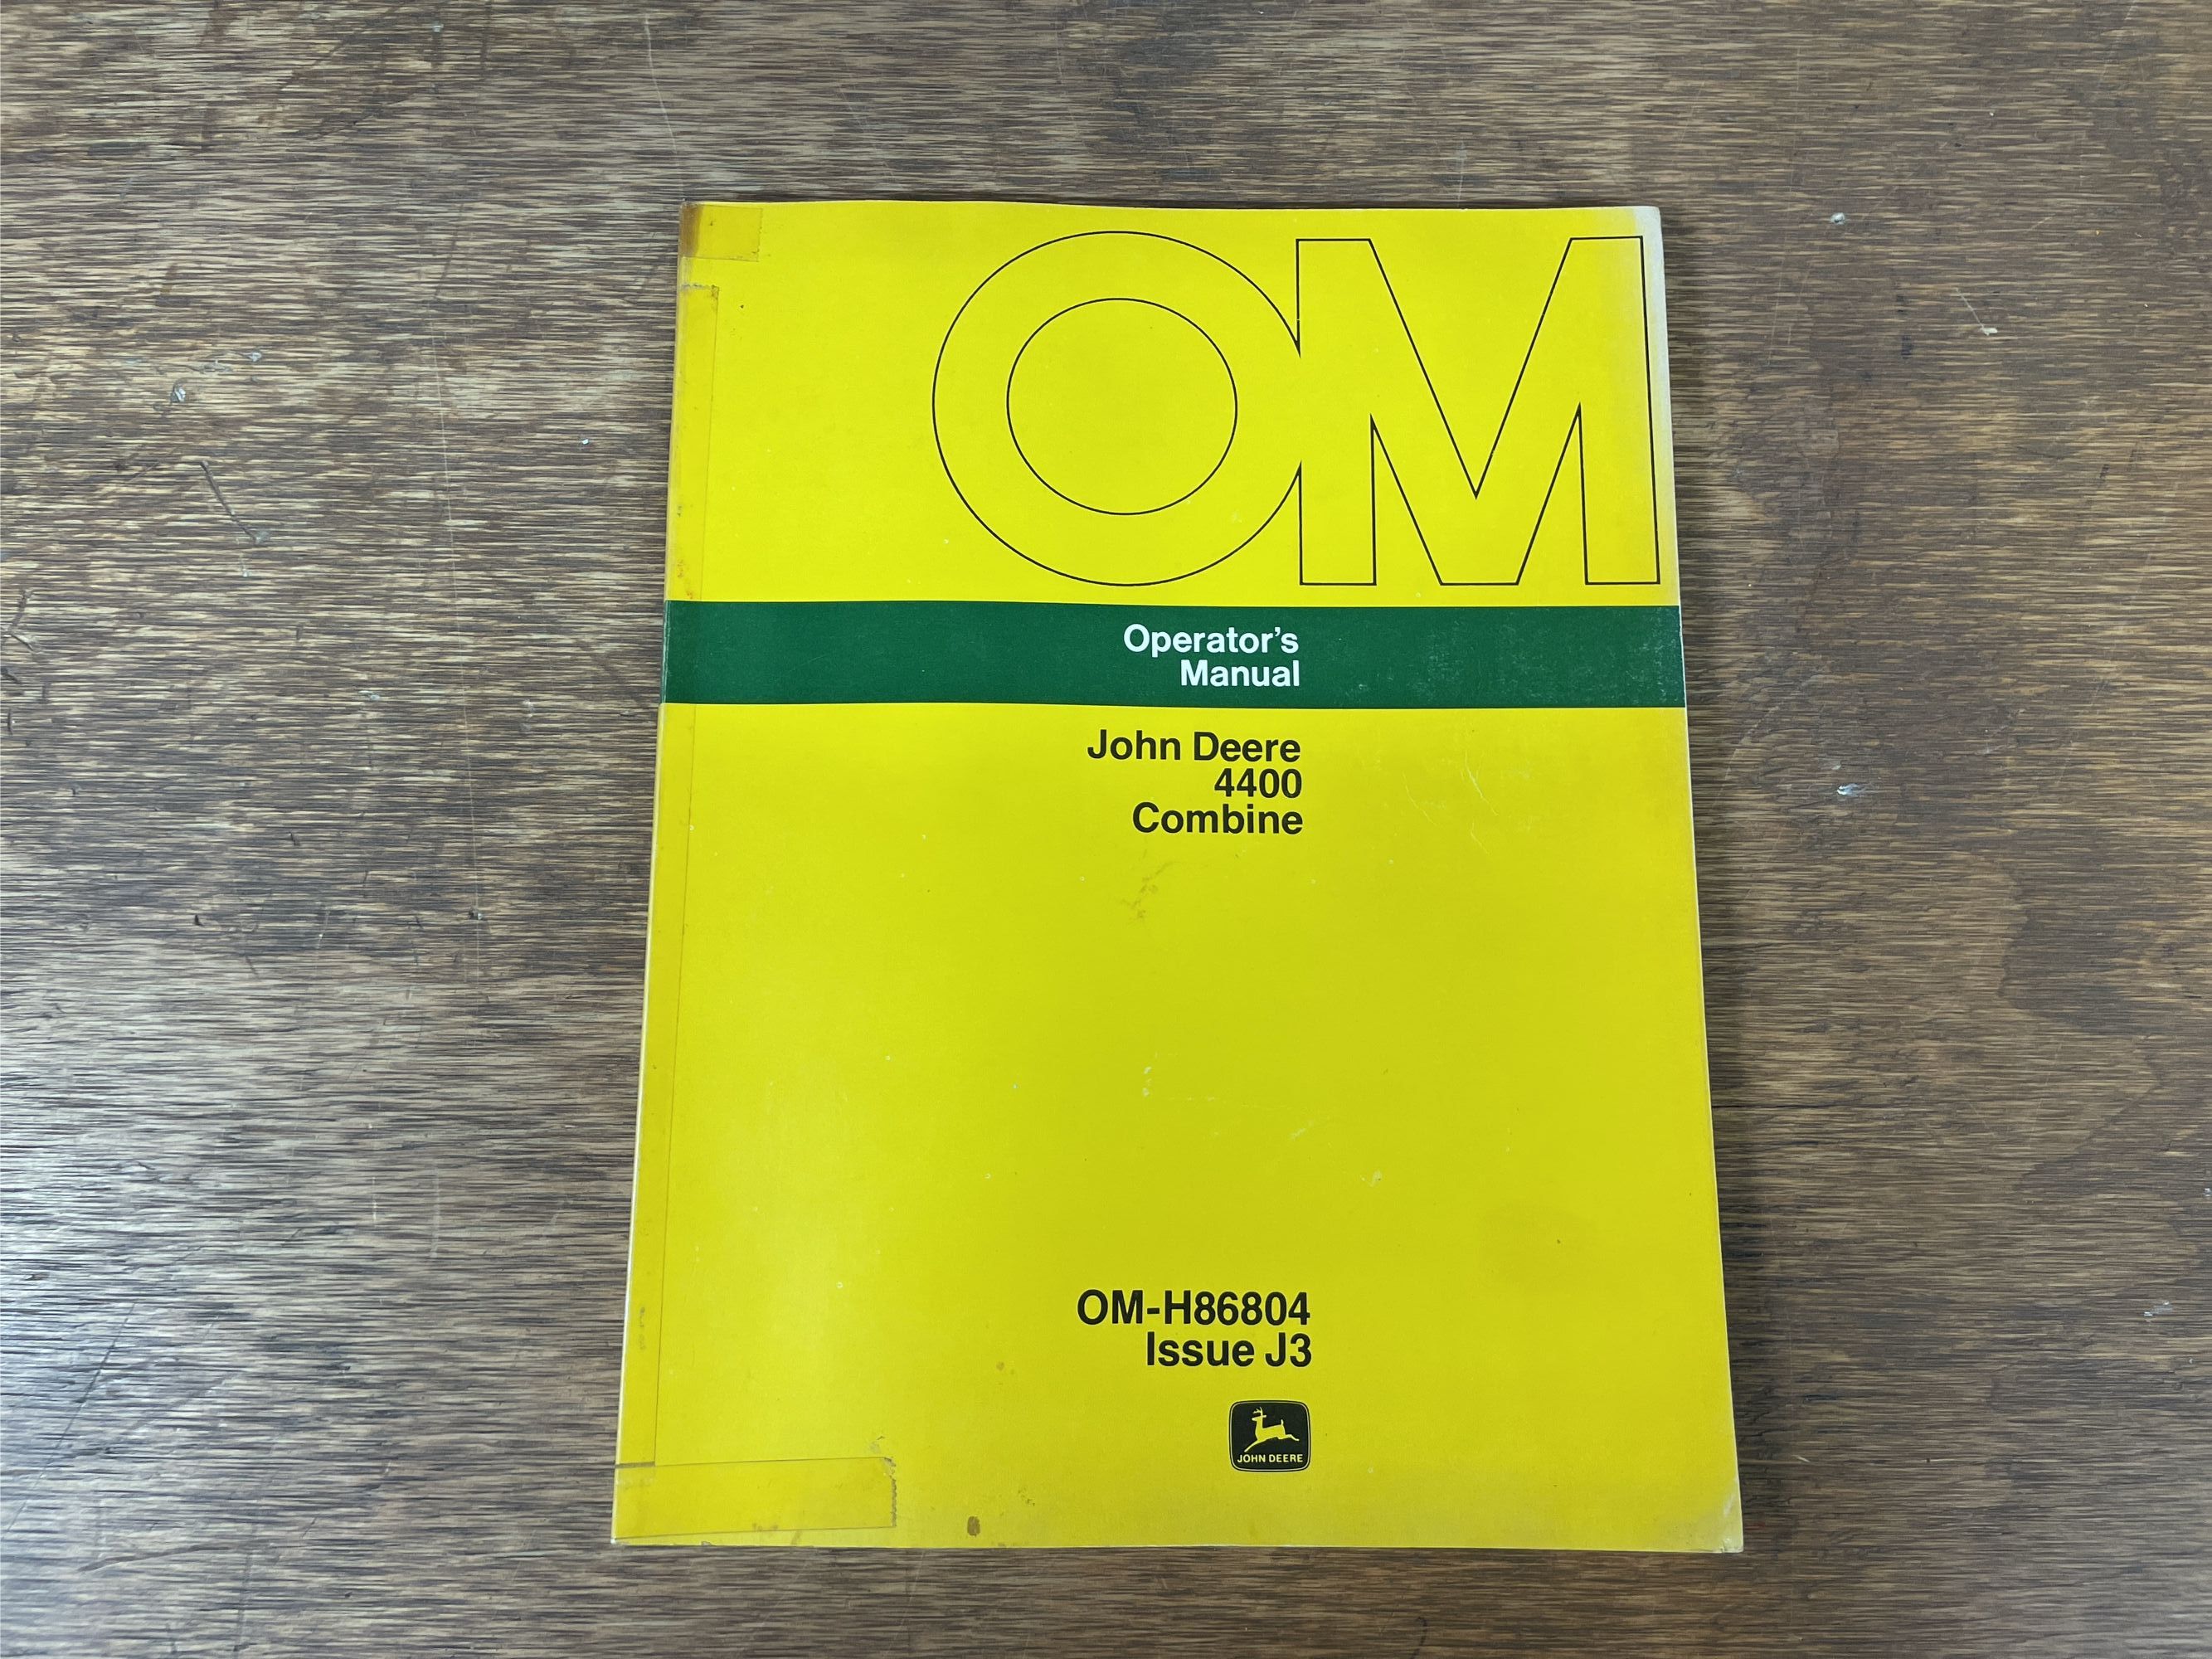 OM
Operator's
Manual
John Deere
4400
Combine
OM-H86804
Issue J3
JOHN DEERE